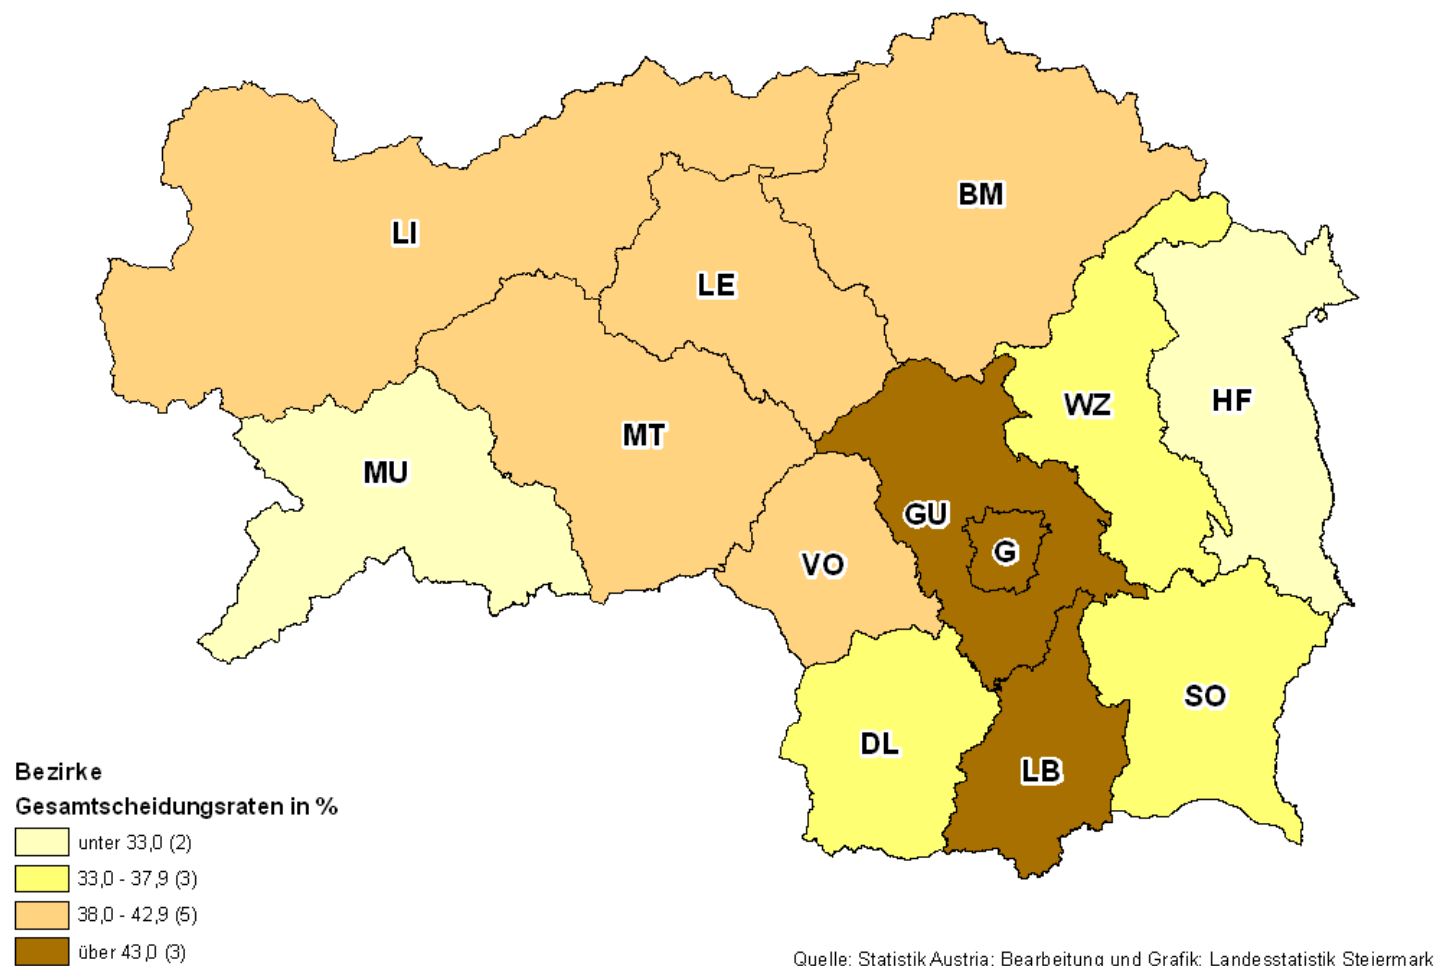 BM
LI
LE
WZ
HF
MT
MU
GU
G
VO
SO
DL
LB
Bezirke
Gesamtscheidungsraten in %
unter 33,0 (2)
33,0 - 37,9 (3)
38,0 - 42,9 (5)
über 43,0 (3)
Quelle: Statistik Austria; Bearbeitung und Grafik: Landesstatistik Steiermark